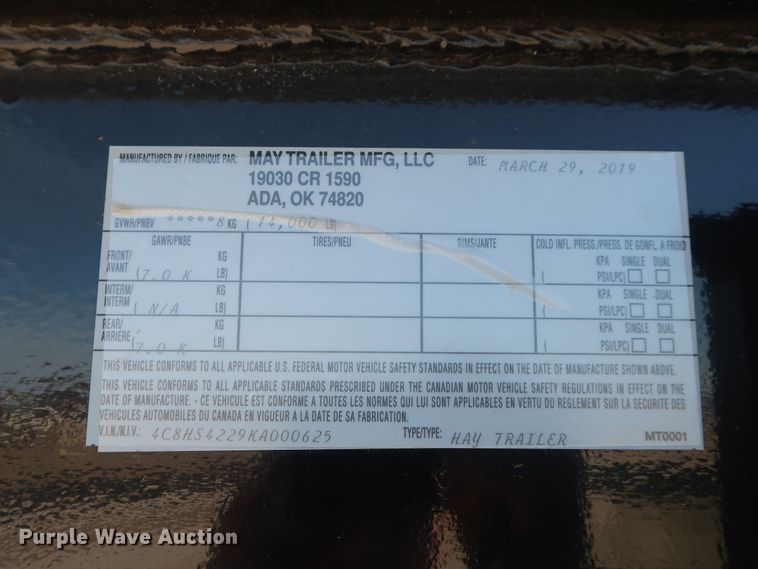 MANUFACTURED BY / FABRIQUE PAR: MAY TRAILER MFG, LLC DATE: MARCH 29, 2019
19030 CR 1590
ADA, OK 74820
GVWR/PNBV *****8 KG (14,000 LB)
GAWR/PNBE TIRES/PNEU RIMS/JANTE COLD INFL. PRESS./PRESS. DE GONFL. A FROID
FRONT/ KG KPA SINGLE DUAL
AVANT (7.0 K LB) ( PSI/LPC)
INTERM/ KG KPA SINGLE DUAL
INTERM ( N/A LB) ( PSI/LPC)
REAR/ KG KPA SINGLE DUAL
ARRIERE 7.0 K LB) ( PSI/LPC)
THIS VEHICLE CONFORMS TO ALL APPLICABLE U.S. FEDERAL MOTOR VEHICLE SAFETY STANDARDS IN EFFECT ON THE DATE OF MANUFACTURE SHOWN ABOVE.
THIS VEHICLE CONFORMS TO ALL APPLICABLE STANDARDS PRESCRIBED UNDER THE CANADIAN MOTOR VEHICLE SAFETY REGULATIONS IN EFFECT ON THE
DATE OF MANUFACTURE. - CE VEHICULE EST CONFORME A TOUTES LES NORMES QUI LUI SONT APPLICABLES EN VERTU DU REGLEMENT SUR LA SECURITE DES
VEHICULES AUTOMOBILES DU CANADA EN VIGUEUR A LA DATE DE SA FABRICATION.
V.I.N./N.I.V.: 4C8HS4229KA000625 TYPE/TYPE: HAY TRAILER MT0001
Purple Wave Auction